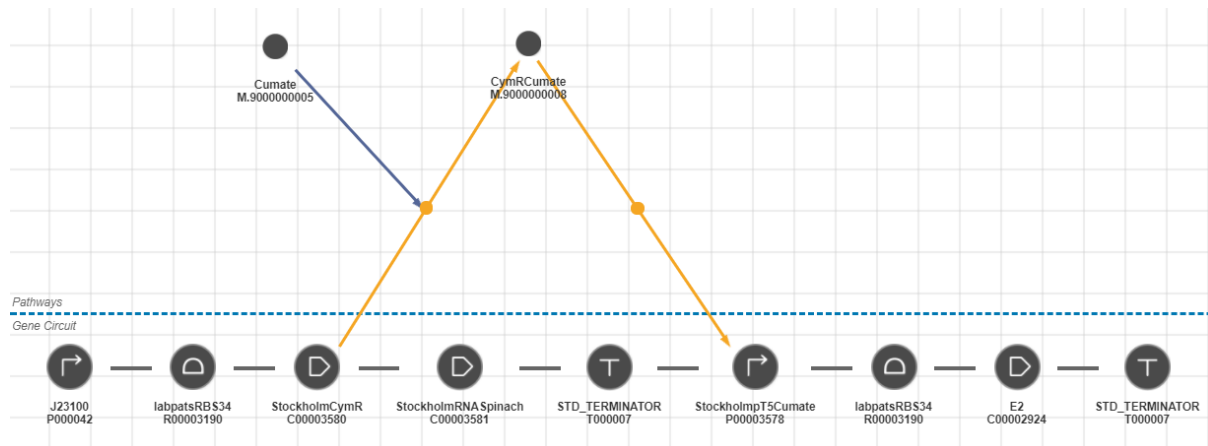 Cumate
M.9000000005
CymRCumate
M.9000000008
Pathways
Gene Circuit
J23100
P000042
labpatsRBS34
R00003190
StockholmCymR
C00003580
StockholmRNASpinach
C00003581
STD_TERMINATOR
T000007
StockholmpT5Cumate
P00003578
labpatsRBS34
R00003190
E2
C00002924
STD_TERMINATOR
T000007